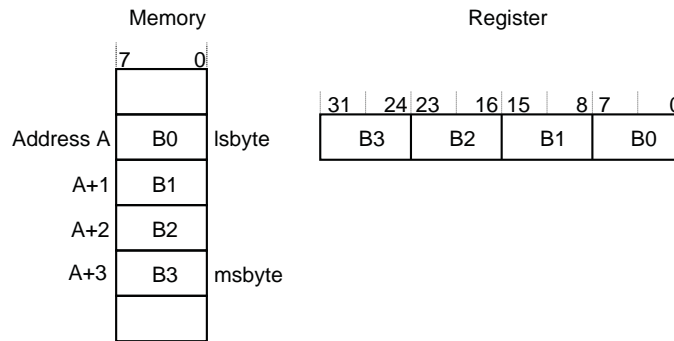 Memory Register
7 0
31 24 23 16 15 8 7 0
Address A B0 lsbyte B3 B2 B1 B0
A+1 B1
A+2 B2
A+3 B3 msbyte